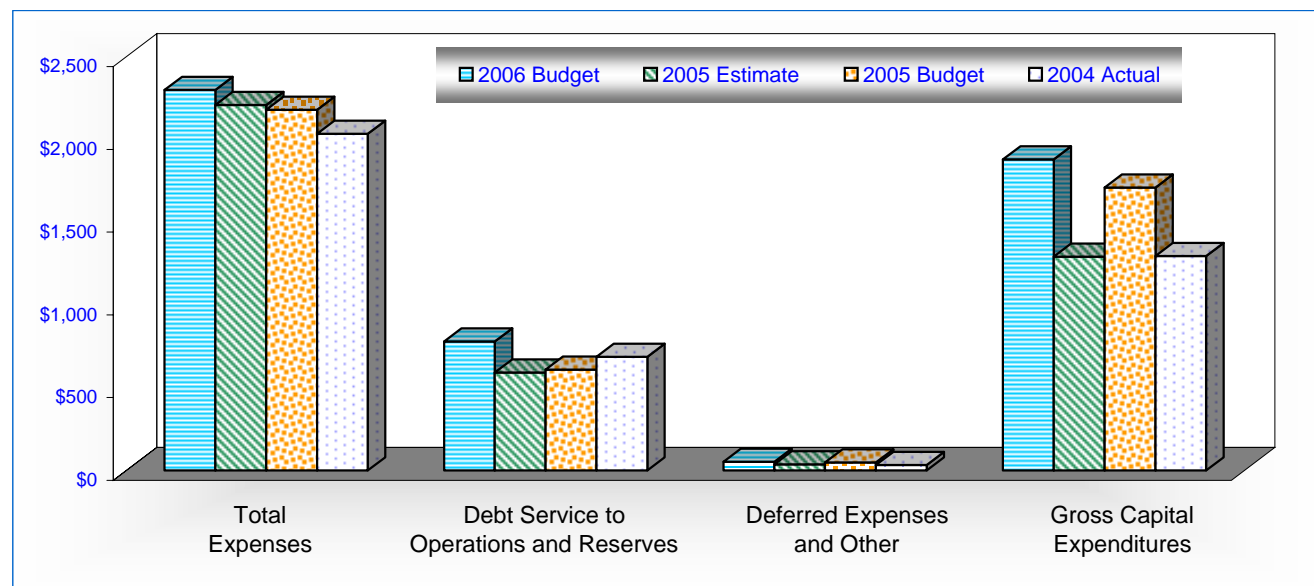 2006 Budget 2005 Estimate 2005 Budget 2004 Actual
$2,500
$2,000
$1,500
$1,000
$500
$0
Total
Expenses
Debt Service to
Operations and Reserves
Deferred Expenses
and Other
Gross Capital
Expenditures